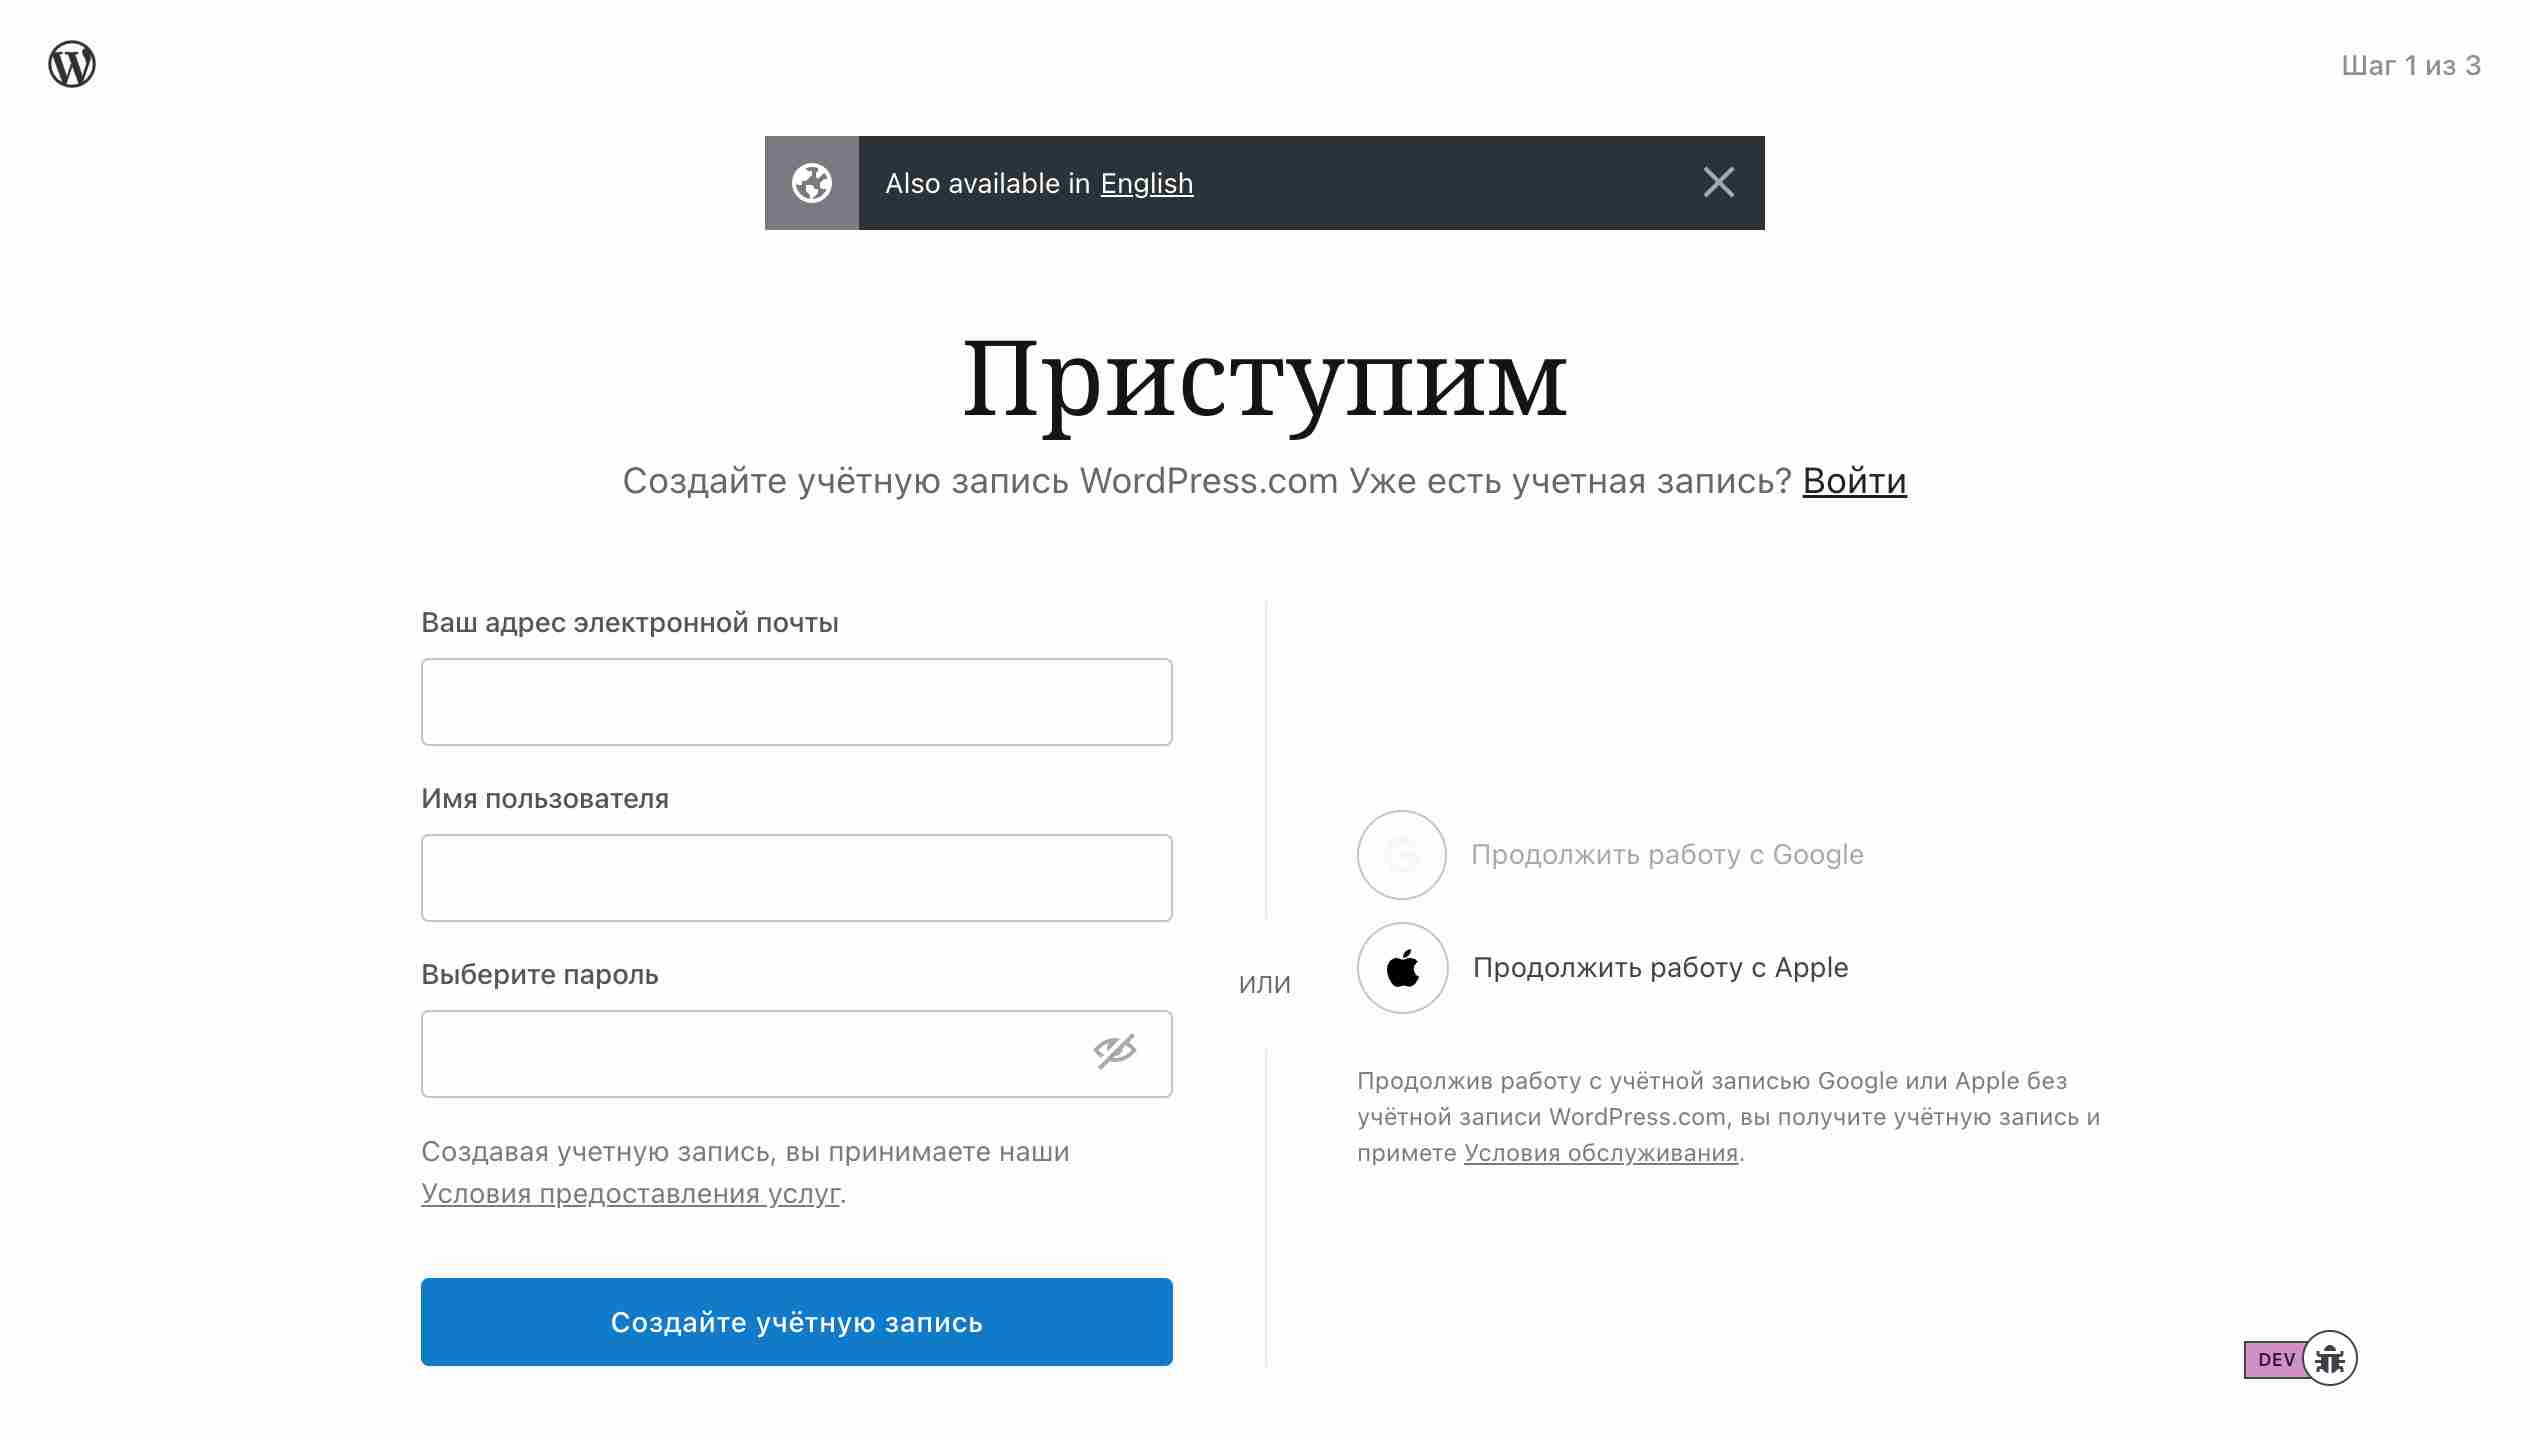 Шаг 1 из 3
Also available in English
Приступим
Создайте учётную запись WordPress.com Уже есть учетная запись? Войти
Ваш адрес электронной почты
Имя пользователя
Выберите пароль
Создавая учетную запись, вы принимаете наши
Условия предоставления услуг.
Создайте учётную запись
ИЛИ
Продолжить работу с Google
Продолжить работу с Apple
Продолжив работу с учётной записью Google или Apple без
учётной записи WordPress.com, вы получите учётную запись и
примете Условия обслуживания.
DEV